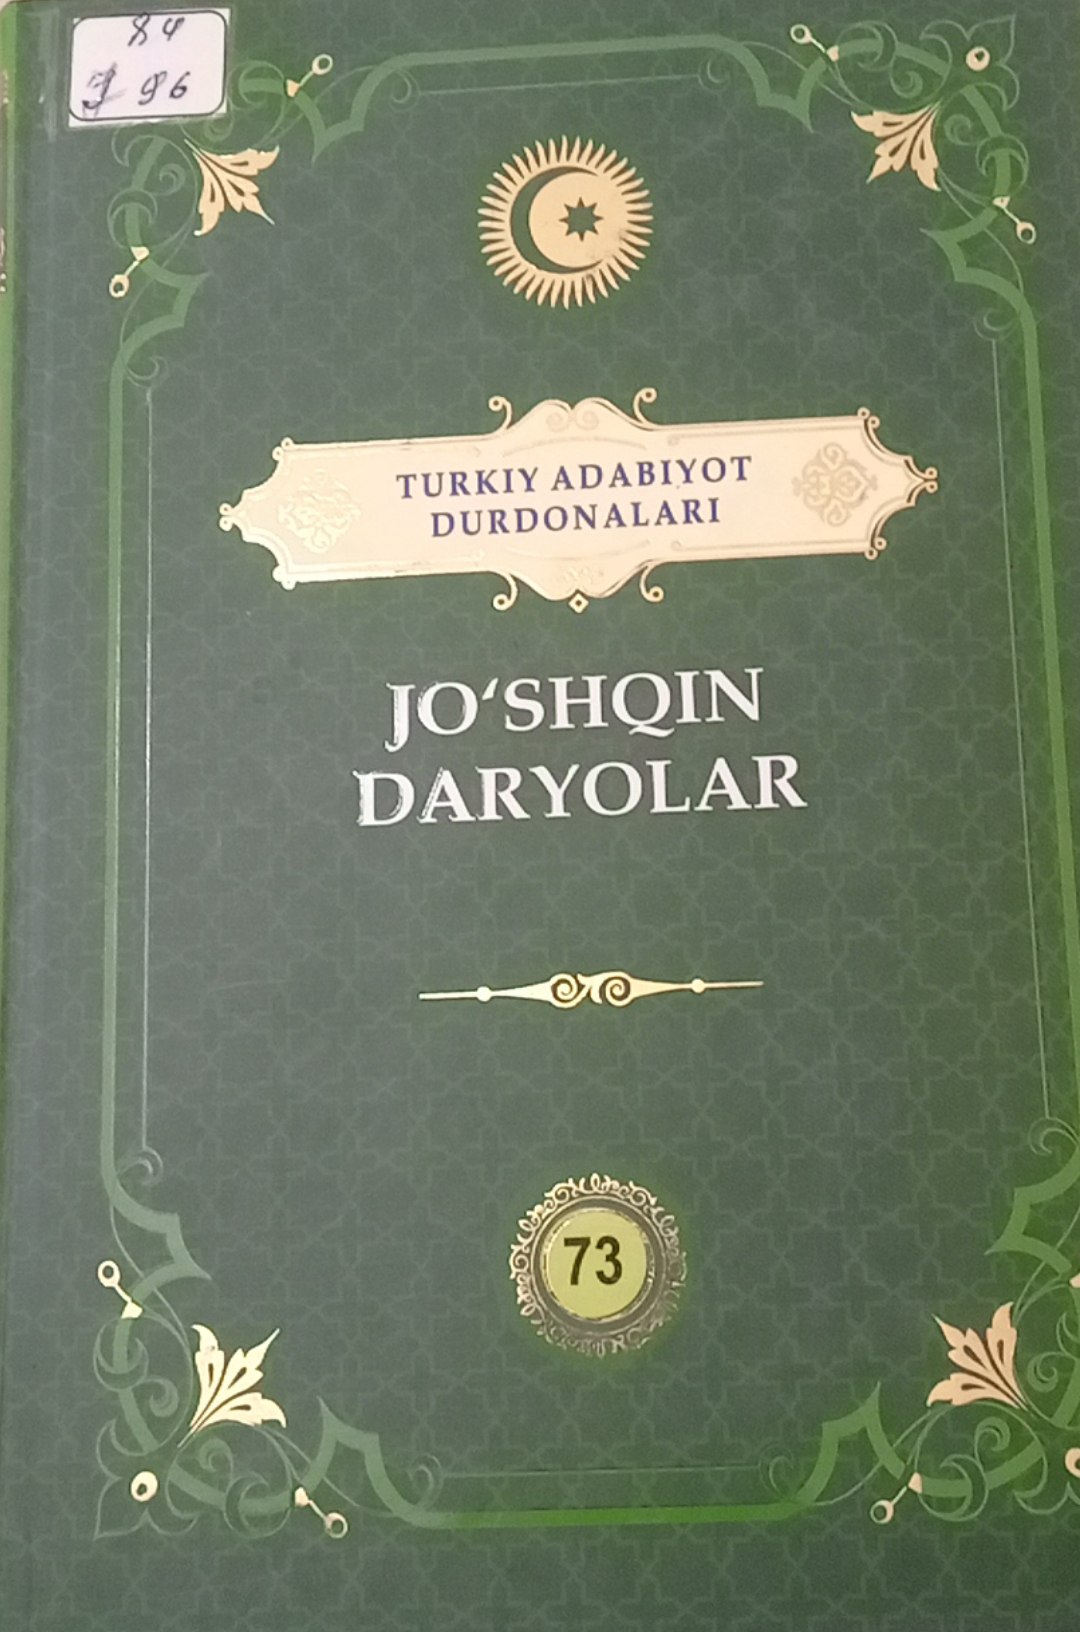 84
96
TURKIY ADABIYOT
DURDONALARI
JO‘SHQIN
DARYOLAR
73